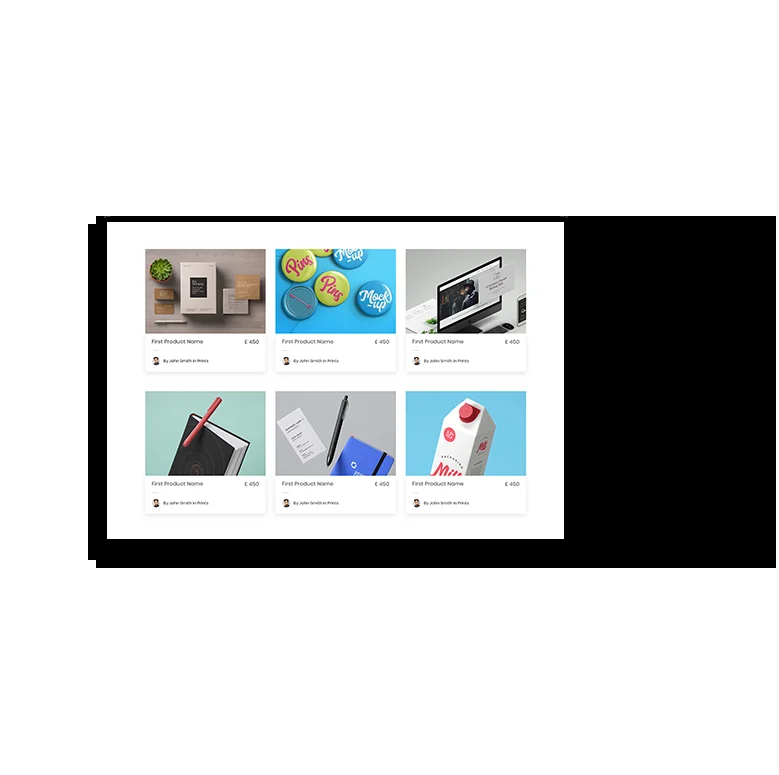 Pins
Pins
Mock
-up
Mock
-up
First Product Name £ 450
By John Smith in Prints
First Product Name £ 450
By John Smith in Prints
First Product Name £ 450
By John Smith in Prints
PACKAGING
Milk
First Product Name £ 450
By John Smith in Prints
First Product Name £ 450
By John Smith in Prints
First Product Name £ 450
By John Smith in Prints